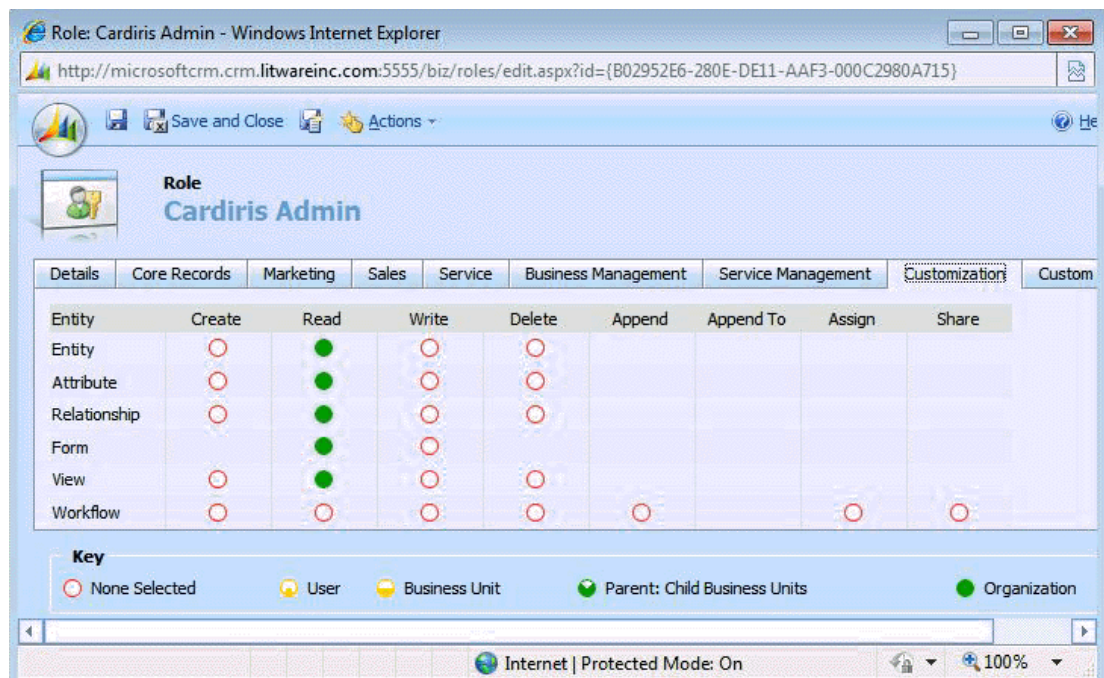 Role: Cardiris Admin - Windows Internet Explorer
http://microsoftcrm.crm.litwareinc.com:5555/biz/roles/edit.aspx?id={B02952E6-280E-DE11-AAF3-000C2980A715}
Save and Close Actions He
Role
Cardiris Admin
Details Core Records Marketing Sales Service Business Management Service Management Customization Custom
Entity Create Read Write Delete Append Append To Assign Share
Entity
Attribute
Relationship
Form
View
Workflow
Key
None Selected User Business Unit Parent: Child Business Units Organization
Internet | Protected Mode: On 100%